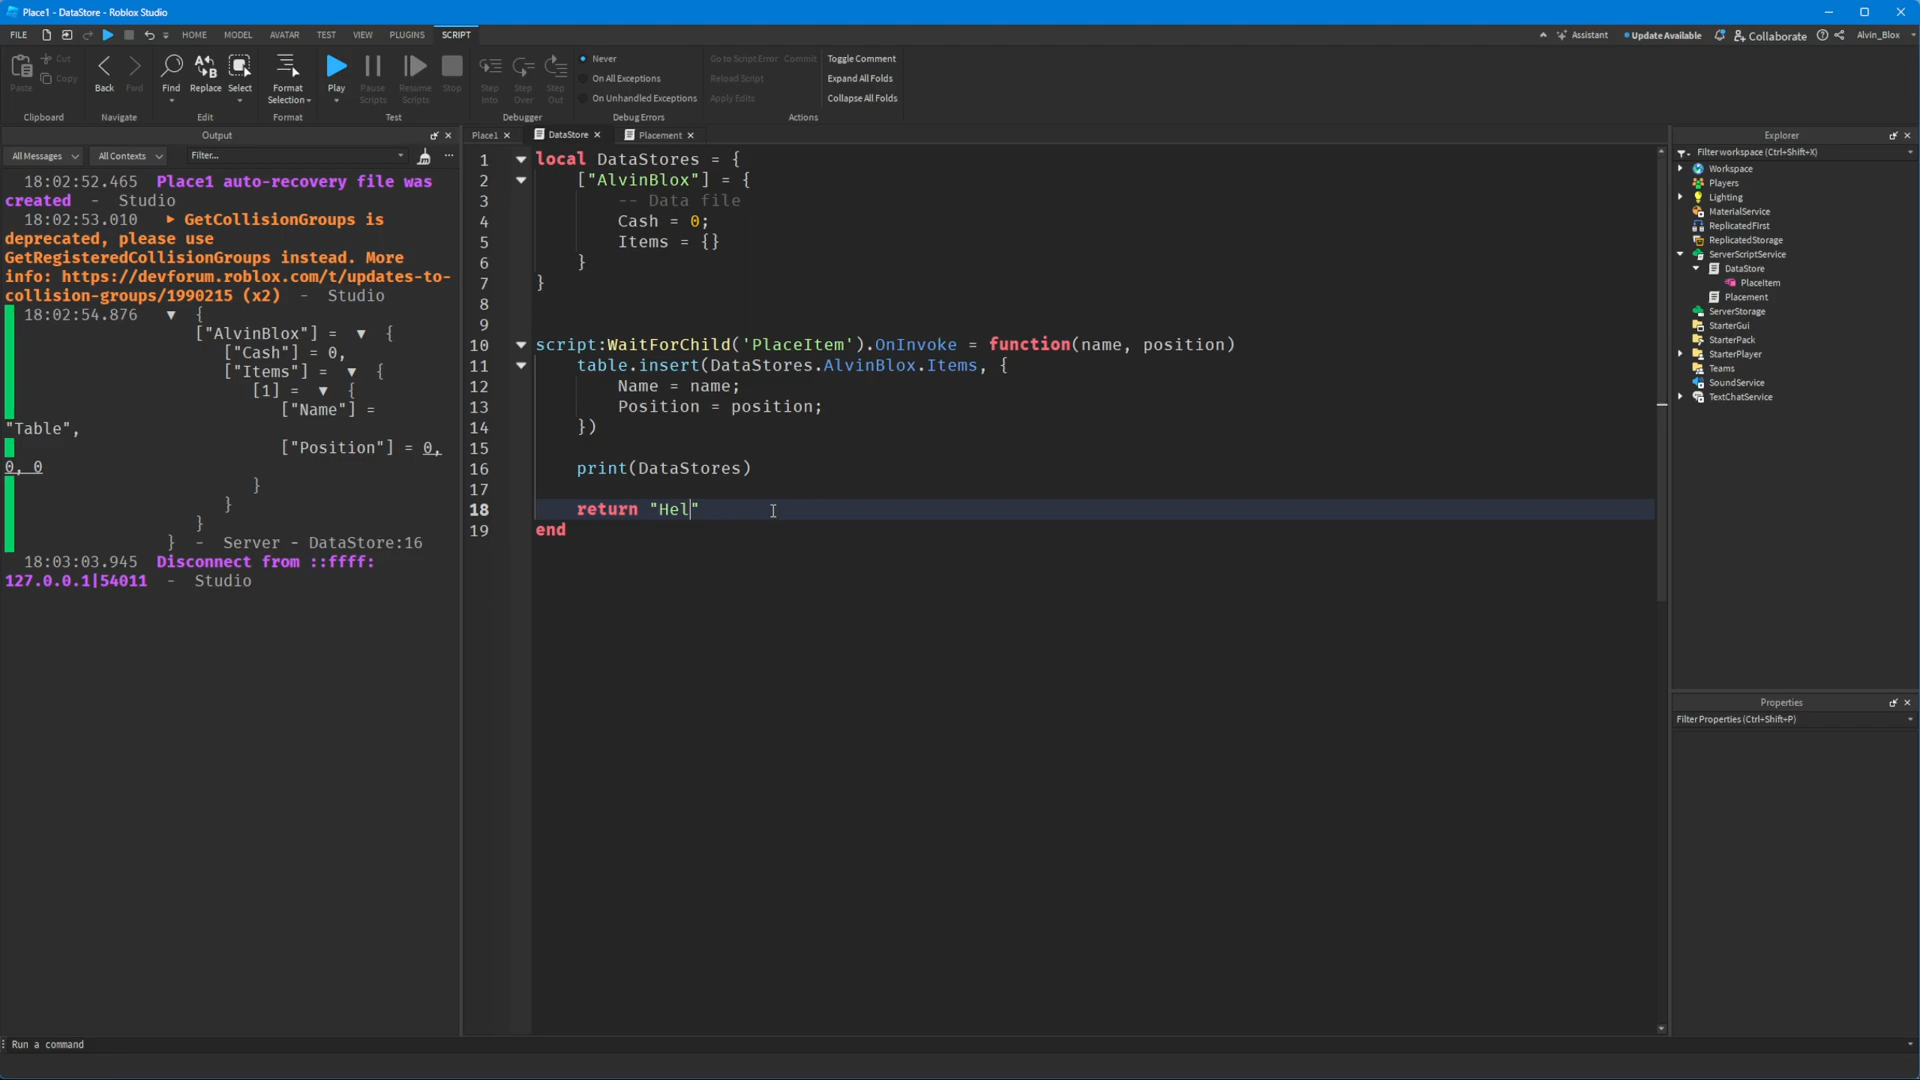 Place1 - DataStore - Roblox Studio
FILE HOME MODEL AVATAR TEST VIEW PLUGINS SCRIPT Assistant Update Available Collaborate Alvin_Blox
Paste Cut Copy Back Fwd Find Replace Select Format Selection Play Pause Scripts Resume Scripts Stop Step Into Step Over Step Out
Never
On All Exceptions
On Unhandled Exceptions
Go to Script Error Commit
Reload Script
Apply Edits
Toggle Comment
Expand All Folds
Collapse All Folds
Clipboard Navigate Edit Format Test Debugger Debug Errors Actions
Output
All Messages All Contexts Filter... ...
18:02:52.465 Place1 auto-recovery file was
created - Studio
18:02:53.010 GetCollisionGroups is
deprecated, please use
GetRegisteredCollisionGroups instead. More
info: https://devforum.roblox.com/t/updates-to-
collision-groups/1990215 (x2) - Studio
18:02:54.876 {
["AlvinBlox"] = {
["Cash"] = 0,
["Items"] = {
[1] = {
["Name"] =
"Table",
["Position"] = 0,
0, 0
}
}
}
} - Server - DataStore:16
18:03:03.945 Disconnect from ::ffff:
127.0.0.1|54011 - Studio
Place1 DataStore Placement
1 local DataStores = {
2 ["AlvinBlox"] = {
3 -- Data file
4 Cash = 0;
5 Items = {}
6 }
7 }
8
9
10 script:WaitForChild('PlaceItem').OnInvoke = function(name, position)
11 table.insert(DataStores.AlvinBlox.Items, {
12 Name = name;
13 Position = position;
14 })
15
16 print(DataStores)
17
18 return "Hel"
19 end
Explorer
Filter workspace (Ctrl+Shift+X)
Workspace
Players
Lighting
MaterialService
ReplicatedFirst
ReplicatedStorage
ServerScriptService
DataStore
PlaceItem
Placement
ServerStorage
StarterGui
StarterPack
StarterPlayer
Teams
SoundService
TextChatService
Properties
Filter Properties (Ctrl+Shift+P)
Run a command